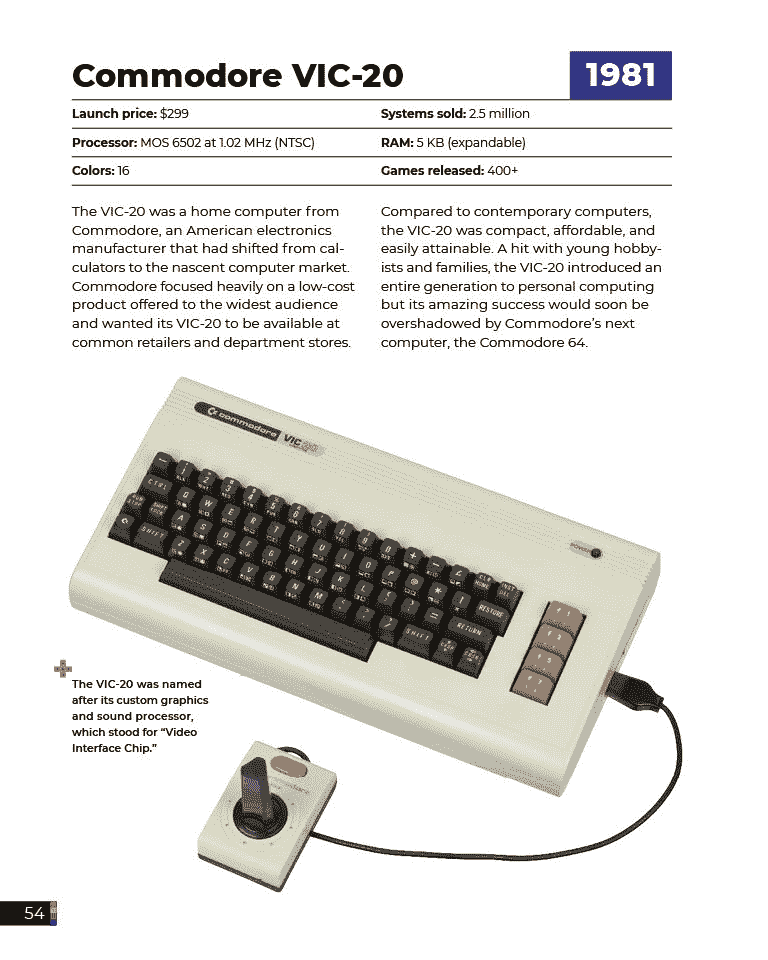 Commodore VIC-20
1981
Launch price: $299
Systems sold: 2.5 million
Processor: MOS 6502 at 1.02 MHz (NTSC)
RAM: 5 KB (expandable)
Colors: 16
Games released: 400+
The VIC-20 was a home computer from
Commodore, an American electronics
manufacturer that had shifted from cal-
culators to the nascent computer market.
Commodore focused heavily on a low-cost
product offered to the widest audience
and wanted its VIC-20 to be available at
common retailers and department stores.
Compared to contemporary computers,
the VIC-20 was compact, affordable, and
easily attainable. A hit with young hobby-
ists and families, the VIC-20 introduced an
entire generation to personal computing
but its amazing success would soon be
overshadowed by Commodore’s next
computer, the Commodore 64.
commodore VIC 20
CTRL Q W E R T Y U I O P @ * RESTORE
A S D F G H J K L RETURN
SHIFT Z X C V B N M SHIFT
The VIC-20 was named
after its custom graphics
and sound processor,
which stood for “Video
Interface Chip.”
54